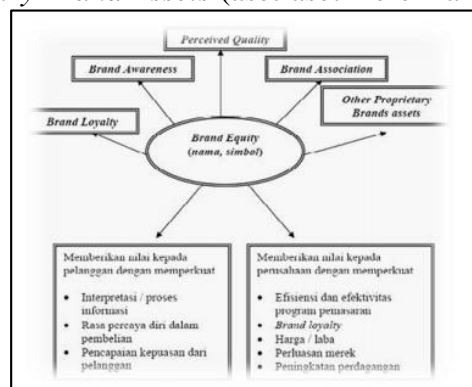 Perceived Quality
Brand Awareness
Brand Association
Brand Loyalty
Other Proprietary
Brands assets
Brand Equity
(nama, simbol)
Memberikan nilai kepada
pelanggan dengan memperkuat
• Interpretasi / proses
informasi
• Rasa percaya diri dalam
pembelian
• Pencapaian kepuasan dari
pelanggan
Memberikan nilai kepada
perusahaan dengan memperkuat
• Efisiensi dan efektivitas
program pemasaran
• Brand loyalty
• Harga / laba
• Perluasan merek
• Peningkatan perdagangan